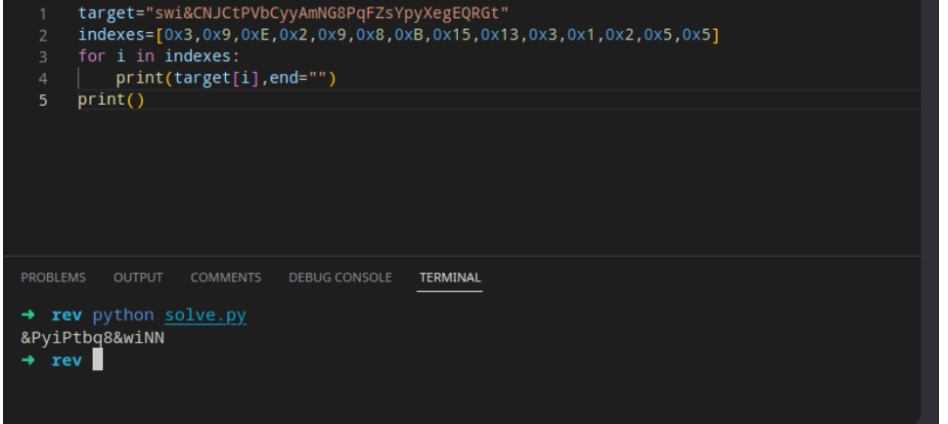 1 target="swi&CNJCtPVbCyyAmNG8PqFZsYpyXegEQRGt"
2 indexes=[0x3,0x9,0xE,0x2,0x9,0x8,0xB,0x15,0x13,0x3,0x1,0x2,0x5,0x5]
3 for i in indexes:
4 print(target[i],end="")
5 print()
PROBLEMS OUTPUT COMMENTS DEBUG CONSOLE TERMINAL
➜ rev python solve.py
&PyiPtbq8&wiNN
➜ rev